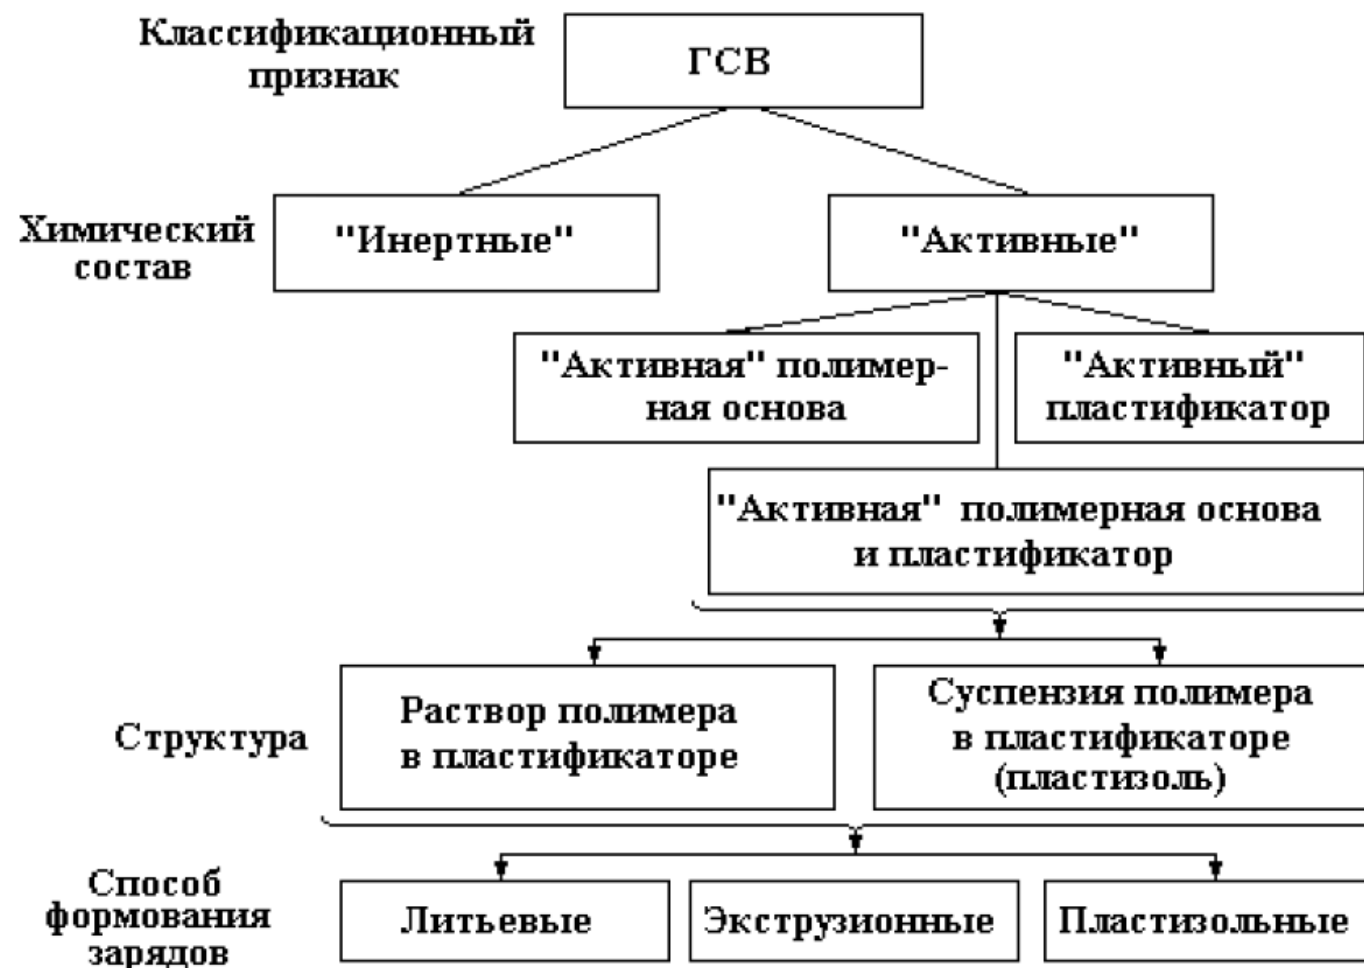 Классификационный
признак
ГСВ
Химический
состав
"Инертные"
"Активные"
"Активная" полимер-
ная основа
"Активный"
пластификатор
"Активная" полимерная основа
и пластификатор
Структура
Раствор полимера
в пластификаторе
Суспензия полимера
в пластификаторе
(пластизоль)
Способ
формования
зарядов
Литьевые
Экструзионные
Пластизольные